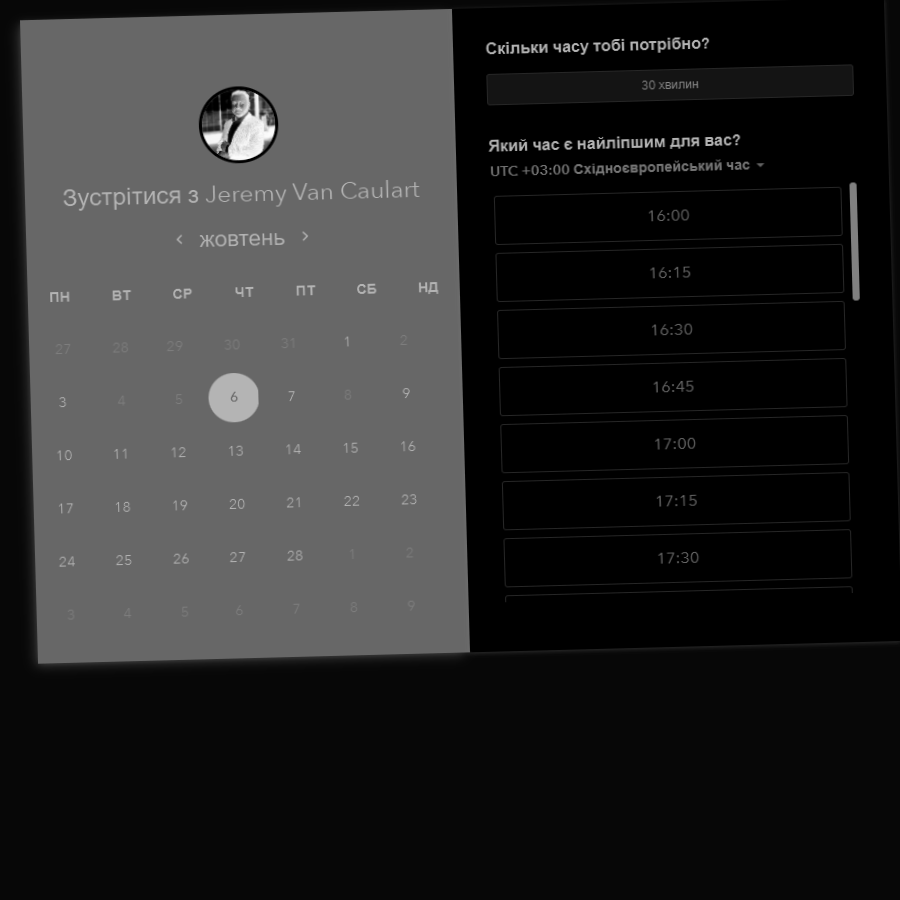 Зустрітися з Jeremy Van Caulart
жовтень
ПН ВТ СР ЧТ ПТ СБ НД
27 28 29 30 31 1 2
3 4 5 6 7 8 9
10 11 12 13 14 15 16
17 18 19 20 21 22 23
24 25 26 27 28 1 2
3 4 5 6 7 8 9
Скільки часу тобі потрібно?
30 хвилин
Який час є найліпшим для вас?
UTC +03:00 Східноєвропейський час
16:00
16:15
16:30
16:45
17:00
17:15
17:30